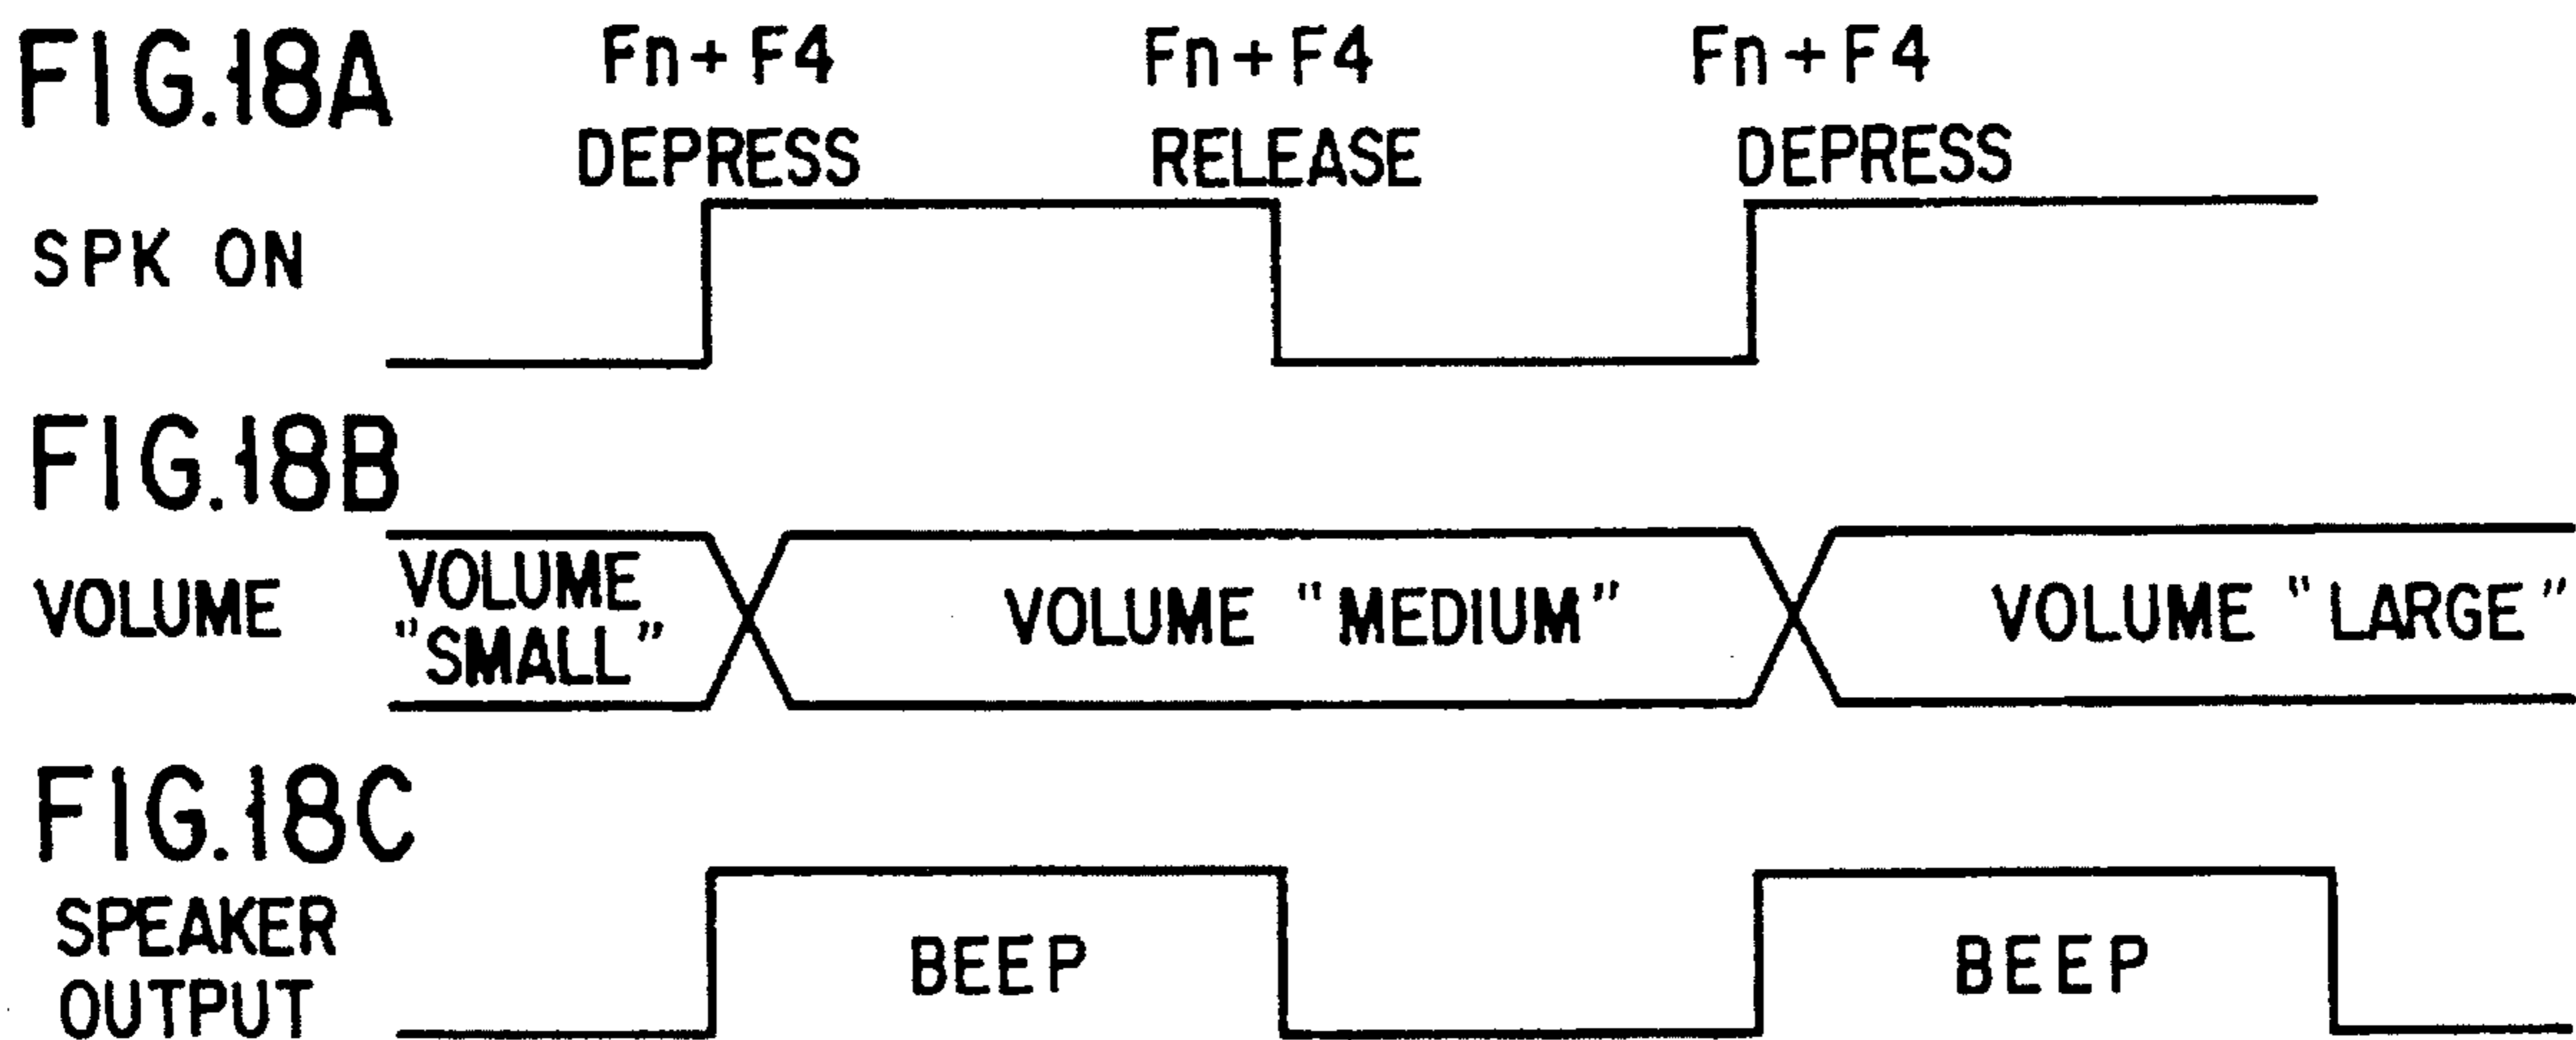 FIG.18A
Fn+F4 Fn+F4 Fn+F4
DEPRESS RELEASE DEPRESS
SPK ON
FIG.18B
VOLUME
VOLUME
"SMALL"
VOLUME "MEDIUM"
VOLUME "LARGE"
FIG.18C
SPEAKER
OUTPUT
BEEP BEEP